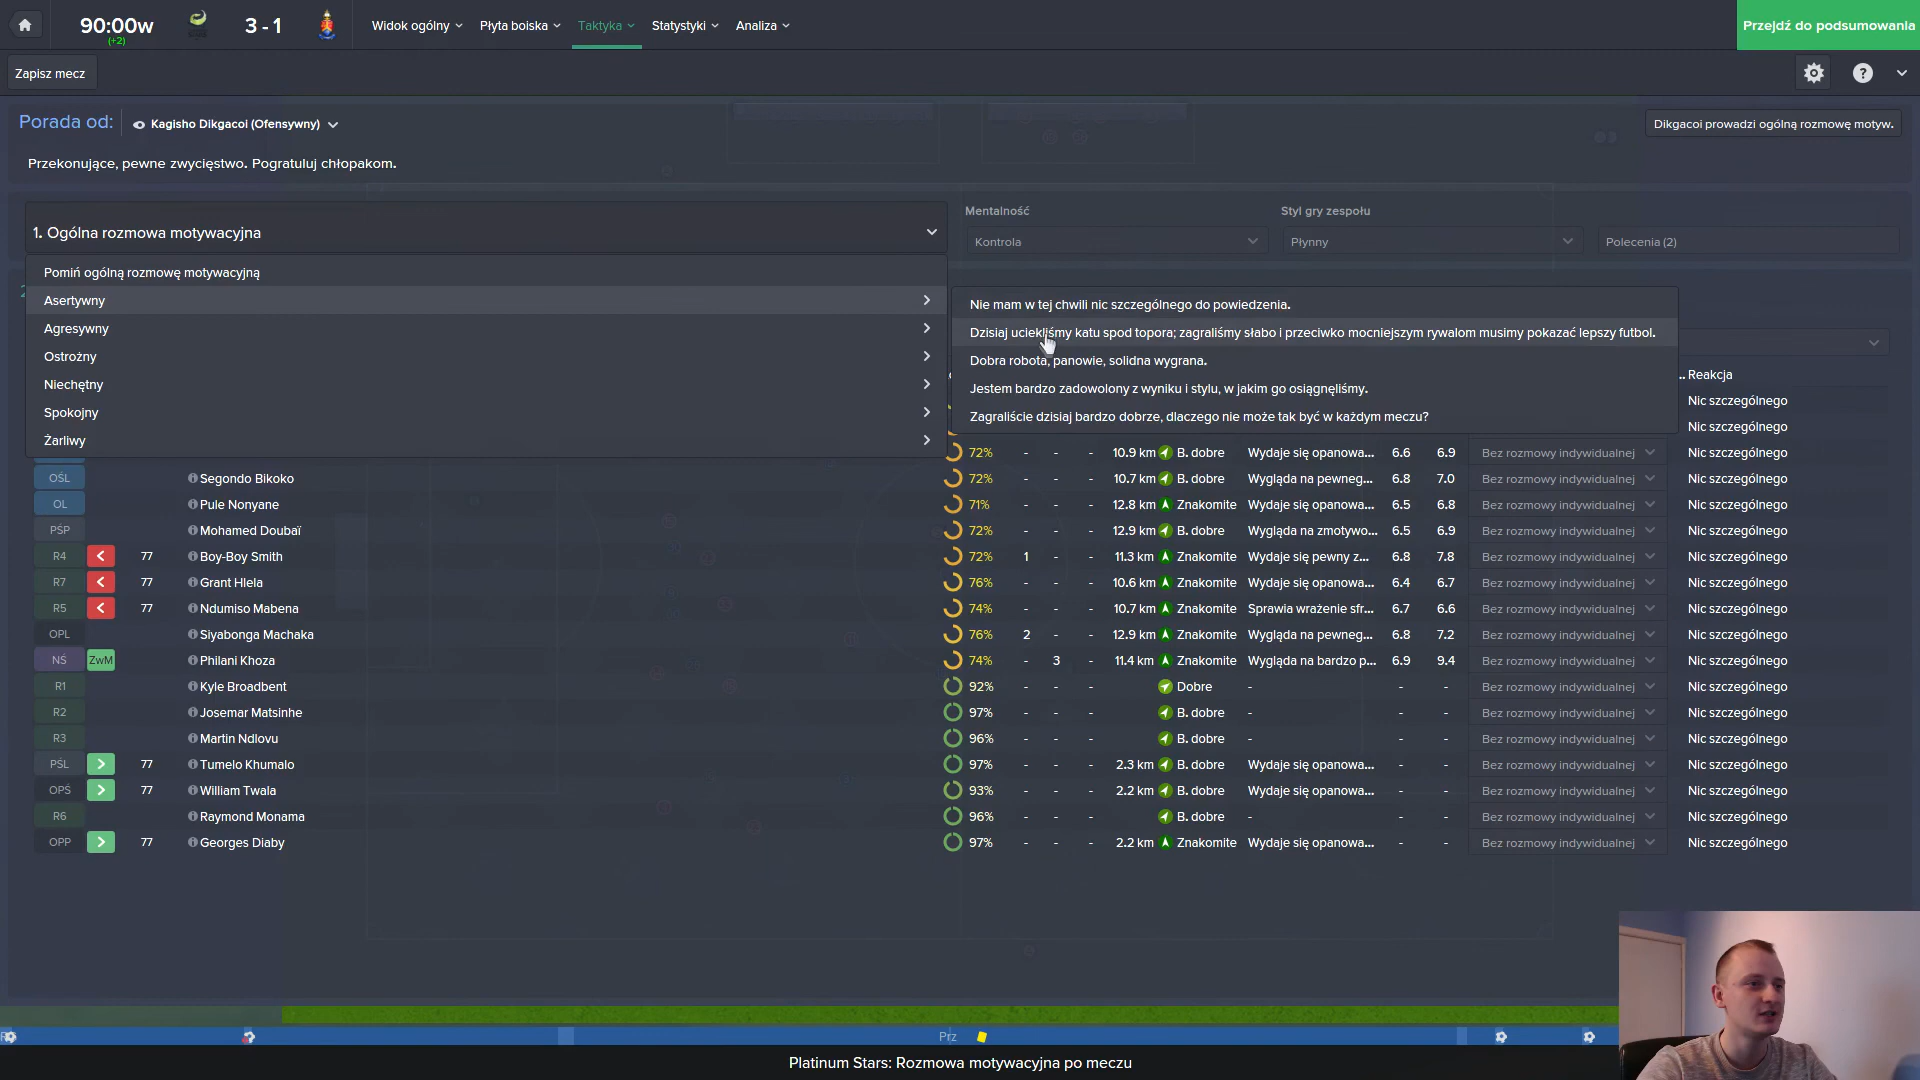 90:00w
(+2)
3 - 1
Widok ogólny
Płyta boiska
Taktyka
Statystyki
Analiza
Przejdź do podsumowania
Zapisz mecz
?
Porada od:
Kagisho Dikgacoi (Ofensywny)
Dikgacoi prowadzi ogólną rozmowę motyw.
Przekonujące, pewne zwycięstwo. Pogratuluj chłopakom.
1. Ogólna rozmowa motywacyjna
Mentalność
Kontrola
Styl gry zespołu
Płynny
Polecenia (2)
Pomiń ogólną rozmowę motywacyjną
Asertywny
Agresywny
Ostrożny
Niechętny
Spokojny
Żarliwy
Nie mam w tej chwili nic szczególnego do powiedzenia.
Dzisiaj uciekliśmy katu spod topora; zagraliśmy słabo i przeciwko mocniejszym rywalom musimy pokazać lepszy futbol.
Dobra robota, panowie, solidna wygrana.
Jestem bardzo zadowolony z wyniku i stylu, w jakim go osiągnęliśmy.
Zagraliście dzisiaj bardzo dobrze, dlaczego nie może tak być w każdym meczu?
.. Reakcja
Nic szczególnego
Nic szczególnego
72% - - - 10.9 km B. dobre Wydaje się opanowa... 6.6 6.9 Bez rozmowy indywidualnej Nic szczególnego
OŚL Segondo Bikoko 72% - - - 10.7 km B. dobre Wygląda na pewneg... 6.8 7.0 Bez rozmowy indywidualnej Nic szczególnego
OL Pule Nonyane 71% - - - 12.8 km Znakomite Wydaje się opanowa... 6.5 6.8 Bez rozmowy indywidualnej Nic szczególnego
PŚP Mohamed Doubaï 72% - - - 12.9 km B. dobre Wygląda na zmotywo... 6.5 6.9 Bez rozmowy indywidualnej Nic szczególnego
R4 77 Boy-Boy Smith 72% 1 - - 11.3 km Znakomite Wydaje się pewny z... 6.8 7.8 Bez rozmowy indywidualnej Nic szczególnego
R7 77 Grant Hlela 76% - - - 10.6 km Znakomite Wydaje się opanowa... 6.4 6.7 Bez rozmowy indywidualnej Nic szczególnego
R5 77 Ndumiso Mabena 74% - - - 10.7 km Znakomite Sprawia wrażenie sfr... 6.7 6.6 Bez rozmowy indywidualnej Nic szczególnego
OPL Siyabonga Machaka 76% 2 - - 12.9 km Znakomite Wygląda na pewneg... 6.8 7.2 Bez rozmowy indywidualnej Nic szczególnego
NŚ ZwM Philani Khoza 74% - 3 - 11.4 km Znakomite Wygląda na bardzo p... 6.9 9.4 Bez rozmowy indywidualnej Nic szczególnego
R1 Kyle Broadbent 92% - - - Dobre - - - Bez rozmowy indywidualnej Nic szczególnego
R2 Josemar Matsinhe 97% - - - B. dobre - - - Bez rozmowy indywidualnej Nic szczególnego
R3 Martin Ndlovu 96% - - - B. dobre - - - Bez rozmowy indywidualnej Nic szczególnego
PŚL 77 Tumelo Khumalo 97% - - - 2.3 km B. dobre Wydaje się opanowa... - - Bez rozmowy indywidualnej Nic szczególnego
OPŚ 77 William Twala 93% - - - 2.2 km B. dobre Wydaje się opanowa... - - Bez rozmowy indywidualnej Nic szczególnego
R6 Raymond Monama 96% - - - B. dobre - - - Bez rozmowy indywidualnej Nic szczególnego
OPP 77 Georges Diaby 97% - - - 2.2 km Znakomite Wydaje się opanowa... - - Bez rozmowy indywidualnej Nic szczególnego
Prz
Platinum Stars: Rozmowa motywacyjna po meczu